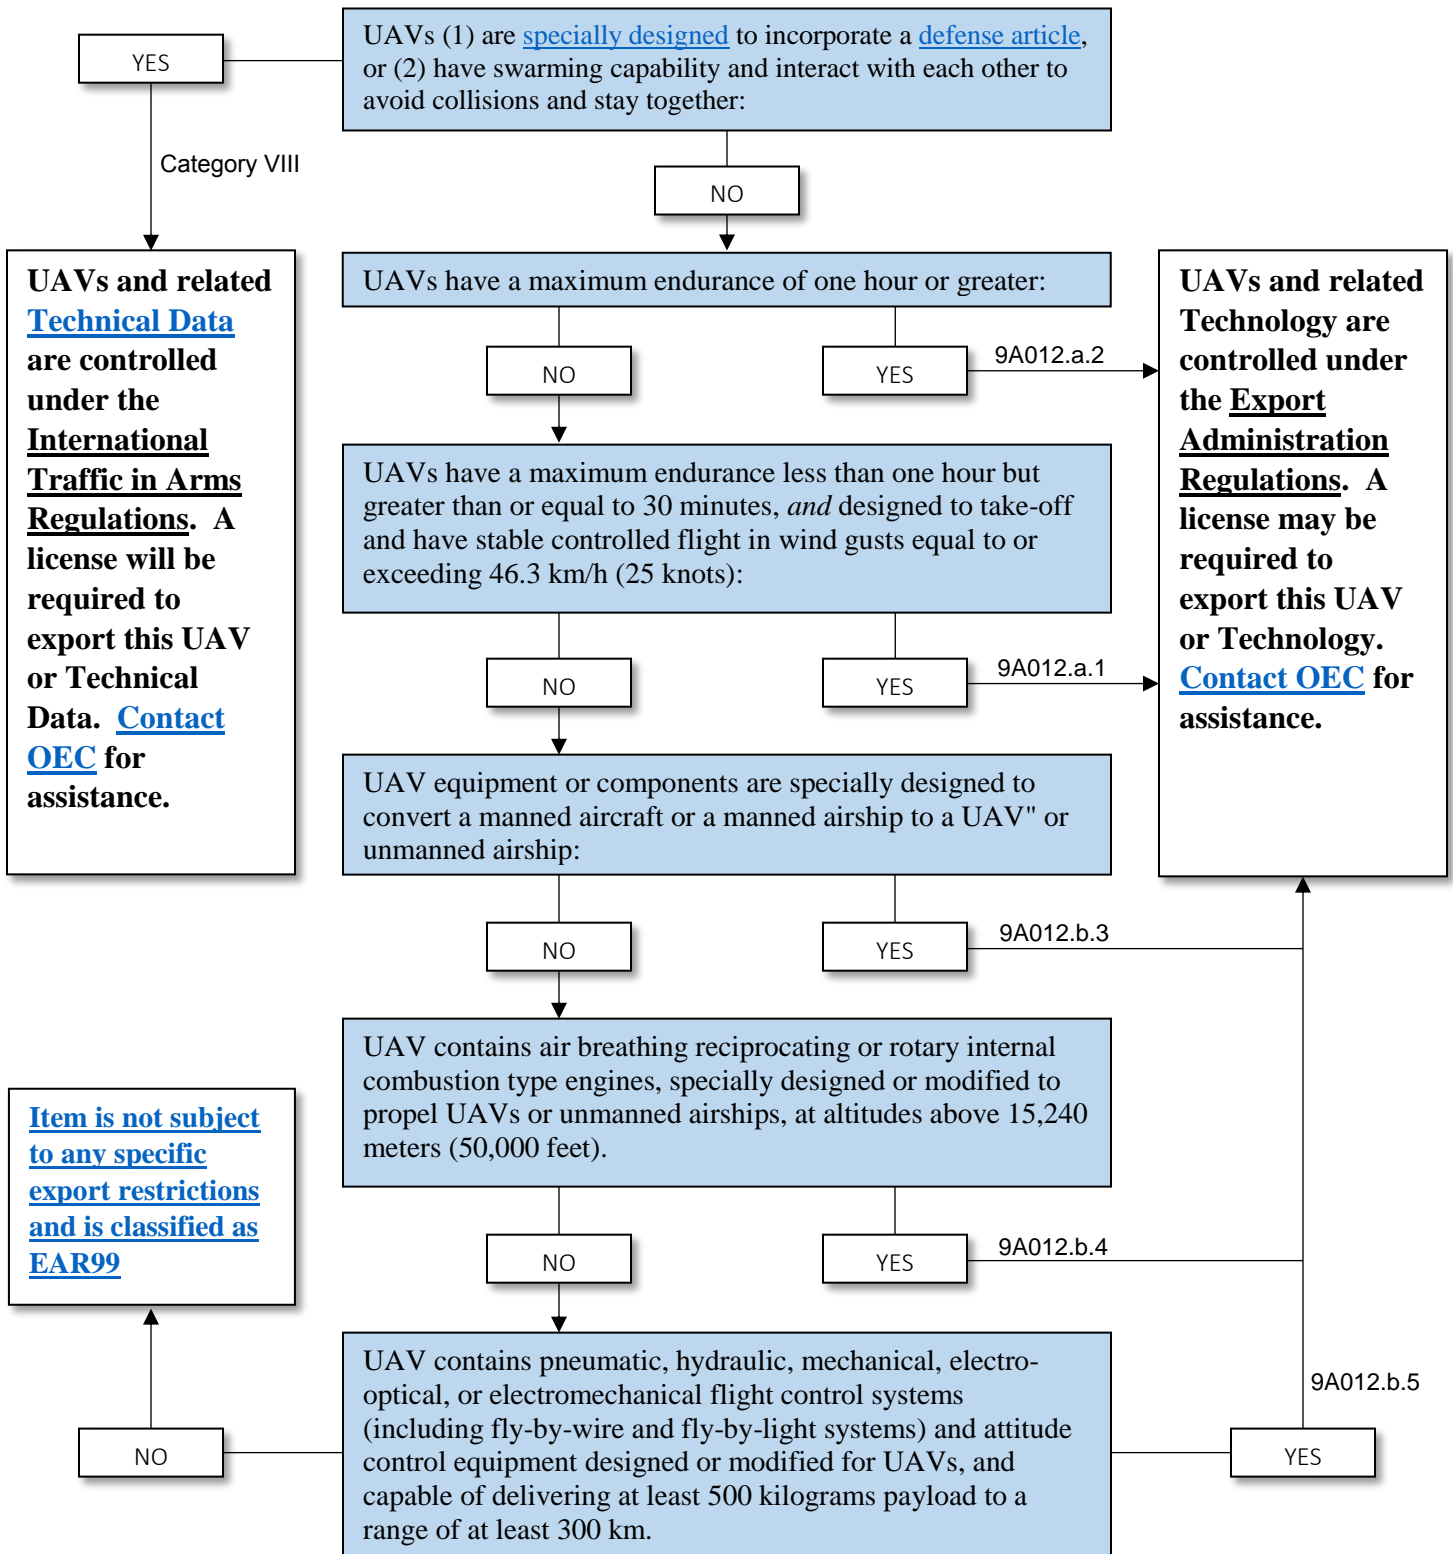 YES
UAVs (1) are specially designed to incorporate a defense article,
or (2) have swarming capability and interact with each other to
avoid collisions and stay together:
Category VIII
NO
UAVs and related
Technical Data
are controlled
under the
International
Traffic in Arms
Regulations.  A
license will be
required to
export this UAV
or Technical
Data.  Contact
OEC for
assistance.
UAVs have a maximum endurance of one hour or greater:
NO
YES
9A012.a.2
UAVs and related
Technology are
controlled under
the Export
Administration
Regulations.  A
license may be
required to
export this UAV
or Technology.
Contact OEC for
assistance.
UAVs have a maximum endurance less than one hour but
greater than or equal to 30 minutes, and designed to take-off
and have stable controlled flight in wind gusts equal to or
exceeding 46.3 km/h (25 knots):
NO
YES
9A012.a.1
UAV equipment or components are specially designed to
convert a manned aircraft or a manned airship to a UAV" or
unmanned airship:
NO
YES
9A012.b.3
UAV contains air breathing reciprocating or rotary internal
combustion type engines, specially designed or modified to
propel UAVs or unmanned airships, at altitudes above 15,240
meters (50,000 feet).
NO
YES
9A012.b.4
Item is not subject
to any specific
export restrictions
and is classified as
EAR99
UAV contains pneumatic, hydraulic, mechanical, electro-
optical, or electromechanical flight control systems
(including fly-by-wire and fly-by-light systems) and attitude
control equipment designed or modified for UAVs, and
capable of delivering at least 500 kilograms payload to a
range of at least 300 km.
NO
9A012.b.5
YES